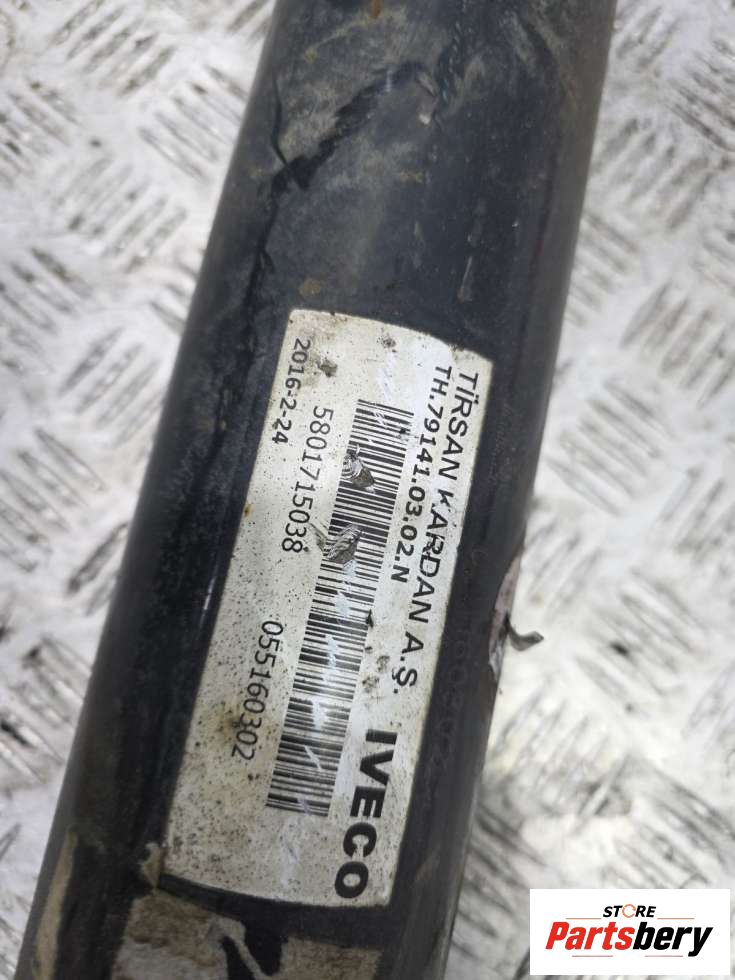 TİRSAN KARDAN A.Ş.
TH.79141.03.02.N
IVECO
5801715038
055160302
2016-2-24
STORE
Partsbery